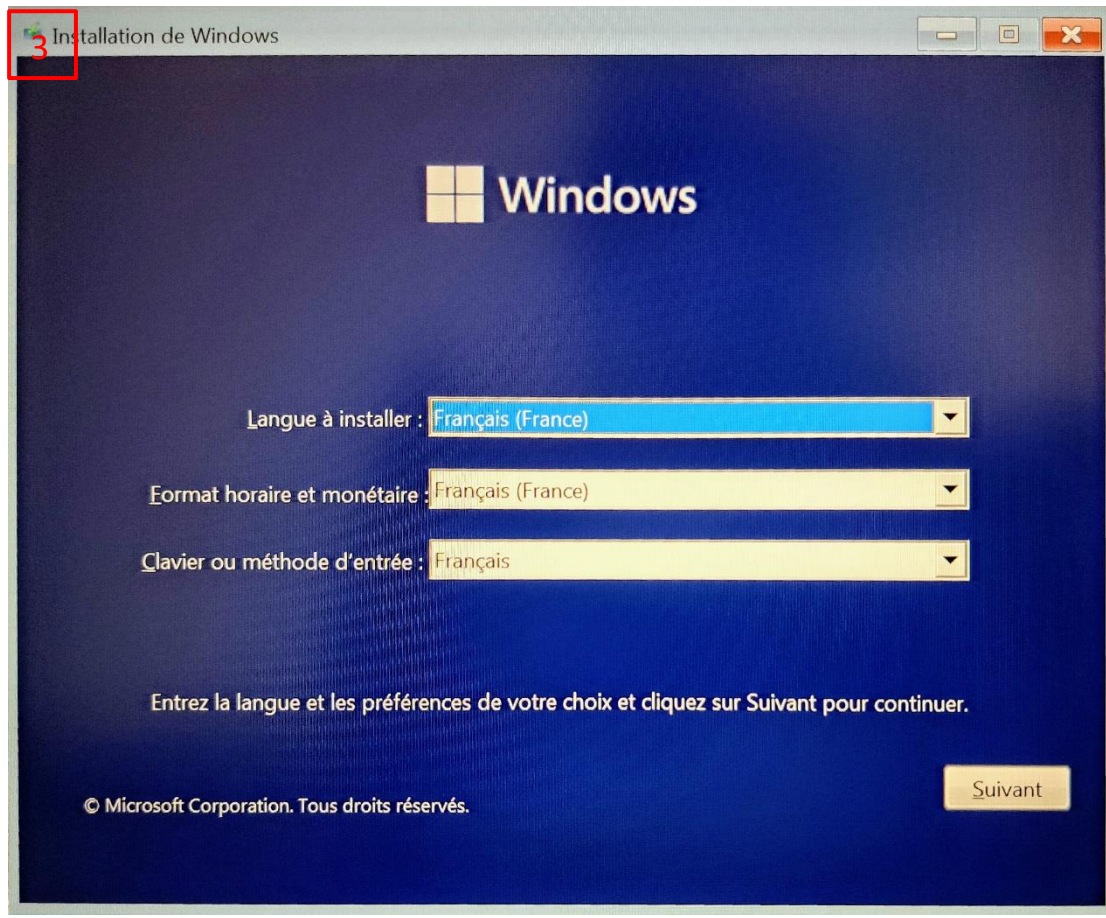 3
Installation de Windows
Windows
Langue à installer : Français (France)
Format horaire et monétaire : Français (France)
Clavier ou méthode d'entrée : Français
Entrez la langue et les préférences de votre choix et cliquez sur Suivant pour continuer.
Suivant
© Microsoft Corporation. Tous droits réservés.